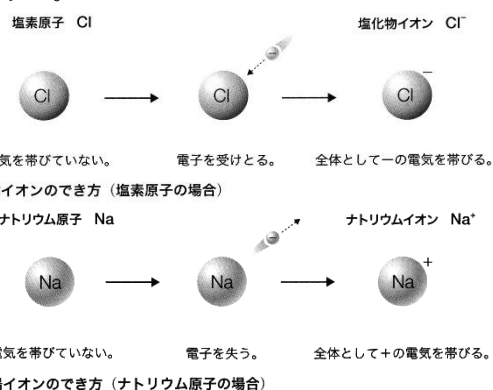 塩素原子 Cl
塩化物イオン Cl⁻
Cl
−
Cl
Cl
−
気を帯びていない。
電子を受けとる。
全体として−の電気を帯びる。
イオンのでき方（塩素原子の場合）
ナトリウム原子 Na
ナトリウムイオン Na⁺
−
Na
Na
Na
+
電気を帯びていない。
電子を失う。
全体として+の電気を帯びる。
陽イオンのでき方（ナトリウム原子の場合）